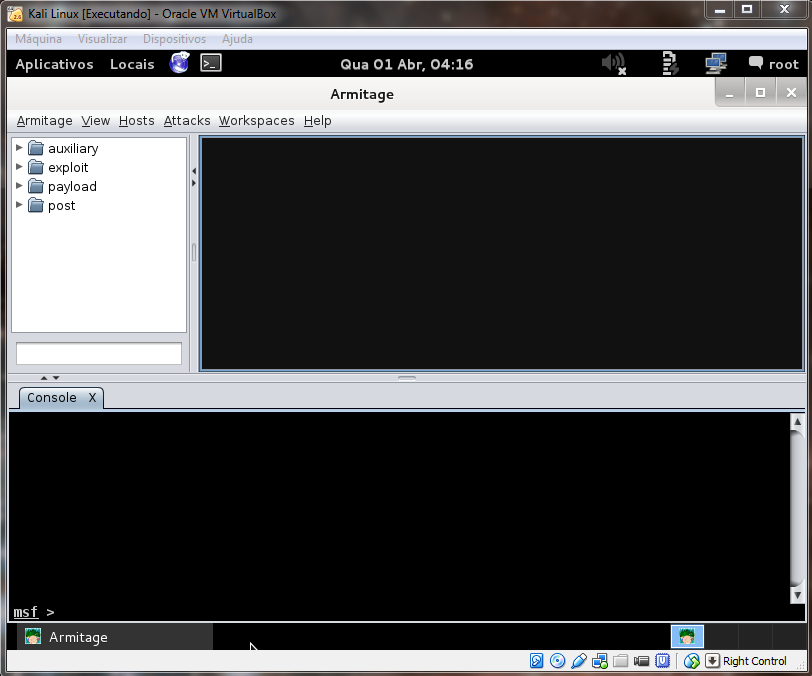 Kali Linux [Executando] - Oracle VM VirtualBox
Máquina Visualizar Dispositivos Ajuda
Aplicativos Locais Qua 01 Abr, 04:16 root
Armitage
Armitage View Hosts Attacks Workspaces Help
auxiliary
exploit
payload
post
Console X
msf >
Armitage
Right Control